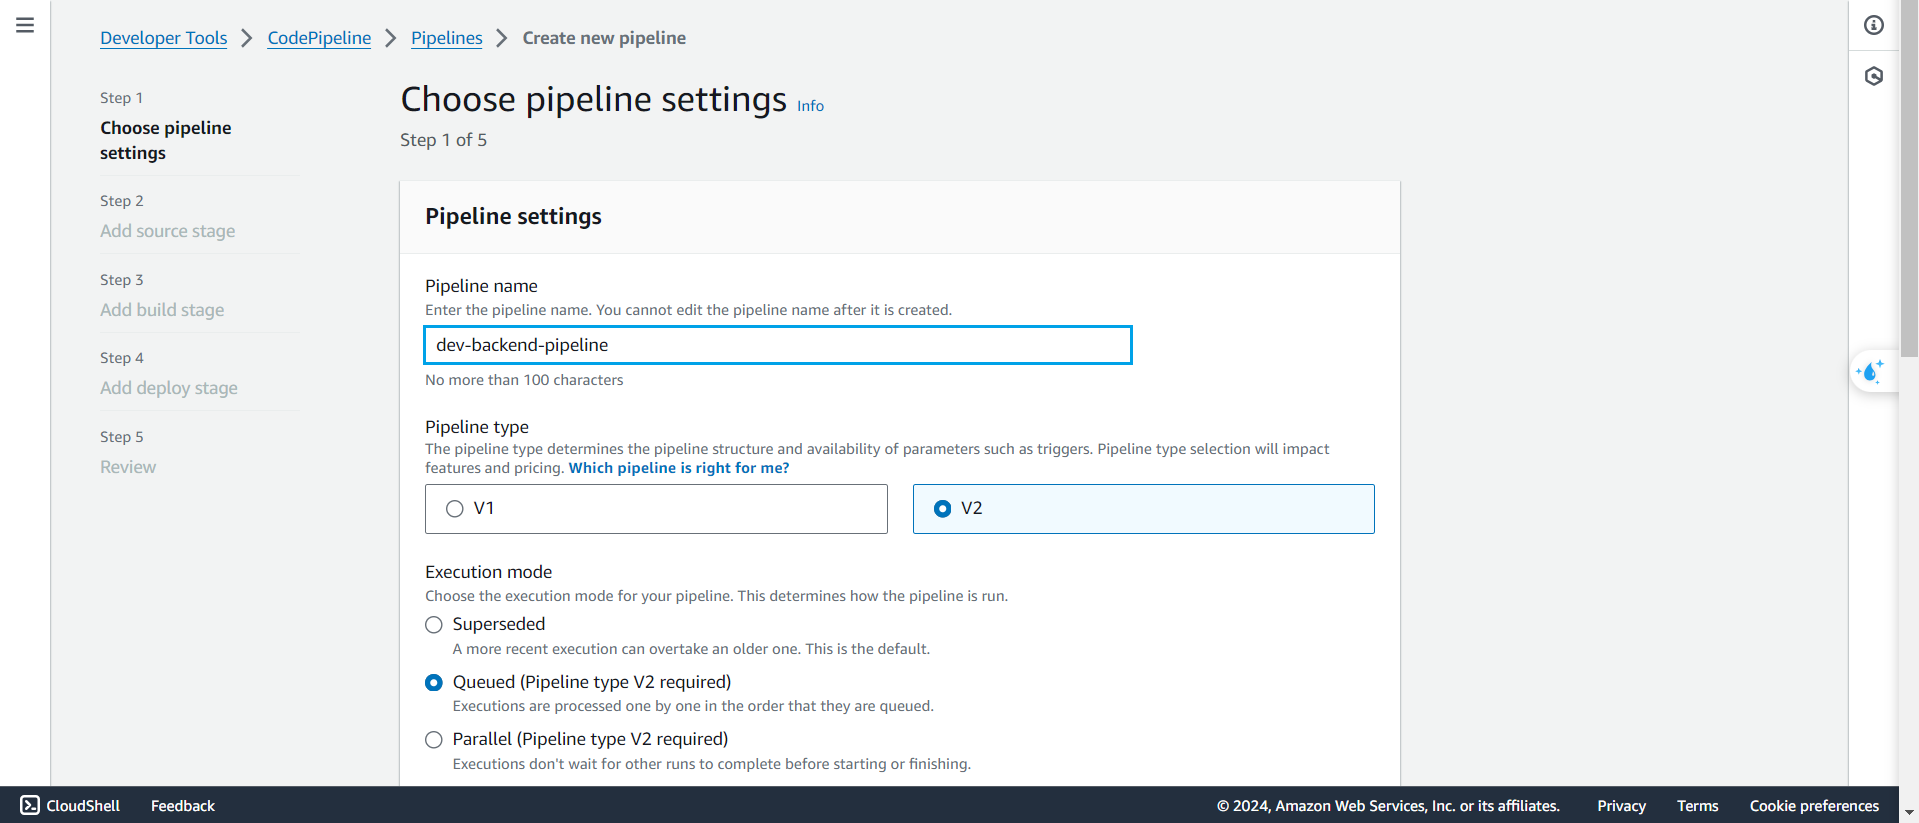 Developer Tools > CodePipeline > Pipelines > Create new pipeline
Step 1
Choose pipeline
settings
Step 2
Add source stage
Step 3
Add build stage
Step 4
Add deploy stage
Step 5
Review
Choose pipeline settings Info
Step 1 of 5
Pipeline settings
Pipeline name
Enter the pipeline name. You cannot edit the pipeline name after it is created.
dev-backend-pipeline
No more than 100 characters
Pipeline type
The pipeline type determines the pipeline structure and availability of parameters such as triggers. Pipeline type selection will impact
features and pricing. Which pipeline is right for me?
V1 V2
Execution mode
Choose the execution mode for your pipeline. This determines how the pipeline is run.
Superseded
A more recent execution can overtake an older one. This is the default.
Queued (Pipeline type V2 required)
Executions are processed one by one in the order that they are queued.
Parallel (Pipeline type V2 required)
Executions don't wait for other runs to complete before starting or finishing.
CloudShell Feedback © 2024, Amazon Web Services, Inc. or its affiliates. Privacy Terms Cookie preferences